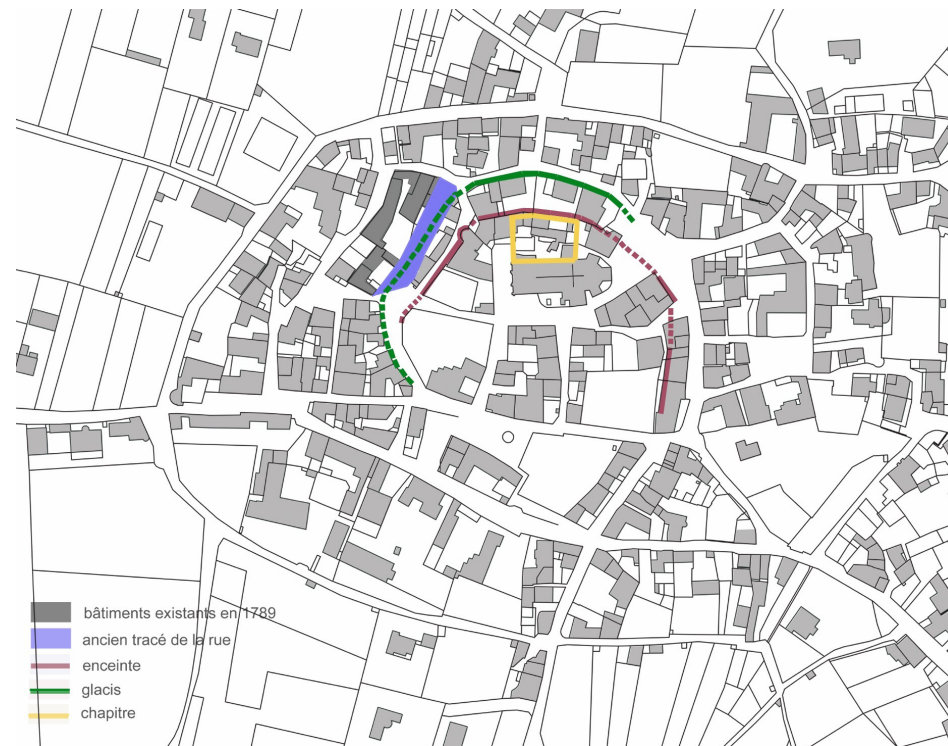 bâtiments existants en 1789
ancien tracé de la rue
enceinte
glacis
chapitre